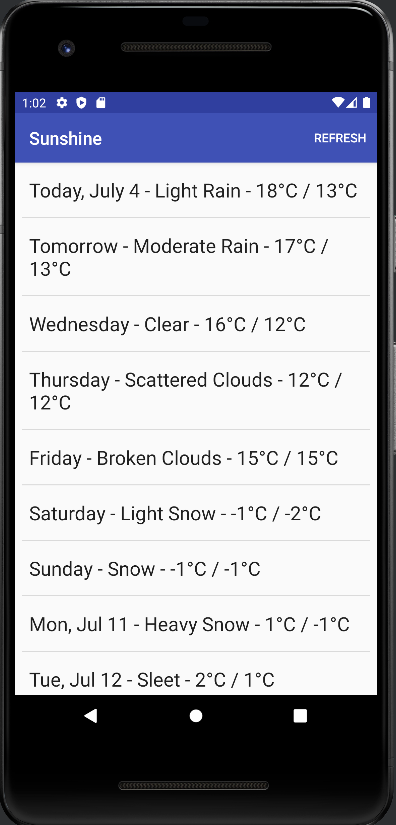 1:02
Sunshine
REFRESH
Today, July 4 - Light Rain - 18°C / 13°C
Tomorrow - Moderate Rain - 17°C /
13°C
Wednesday - Clear - 16°C / 12°C
Thursday - Scattered Clouds - 12°C /
12°C
Friday - Broken Clouds - 15°C / 15°C
Saturday - Light Snow - -1°C / -2°C
Sunday - Snow - -1°C / -1°C
Mon, Jul 11 - Heavy Snow - 1°C / -1°C
Tue, Jul 12 - Sleet - 2°C / 1°C